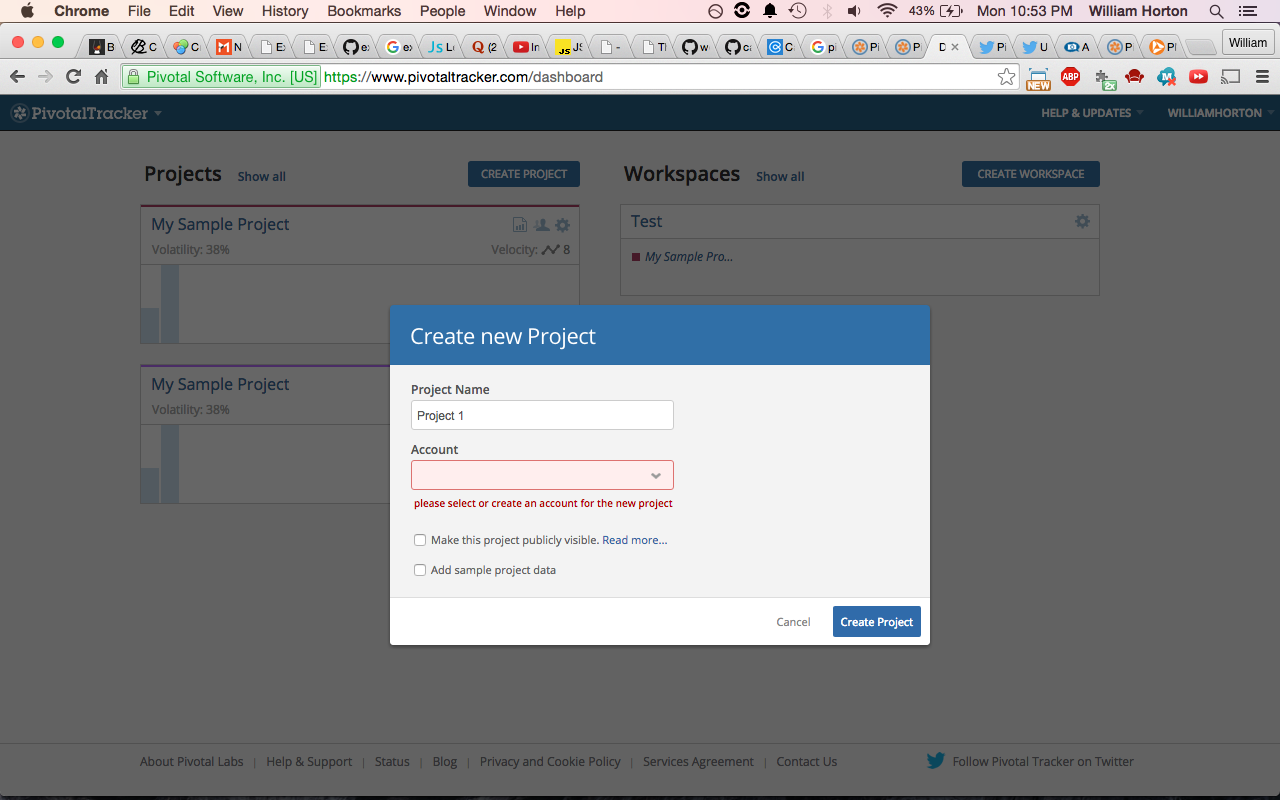 Chrome File Edit View History Bookmarks People Window Help 43% Mon 10:53 PM William Horton
B C C N E E e e Js L Q (2 In JS JS - T w c C G p P P D P U A P P William
Pivotal Software, Inc. [US] https://www.pivotaltracker.com/dashboard NEW ABP 2x M
PivotalTracker HELP & UPDATES WILLIAMHORTON
Projects Show all CREATE PROJECT Workspaces Show all CREATE WORKSPACE
My Sample Project Test
Volatility: 38% Velocity: 8 My Sample Pro...
Create new Project
Project Name
My Sample Project
Volatility: 38%
Project 1
Account
please select or create an account for the new project
Make this project publicly visible. Read more...
Add sample project data
Cancel Create Project
About Pivotal Labs | Help & Support | Status | Blog | Privacy and Cookie Policy | Services Agreement | Contact Us Follow Pivotal Tracker on Twitter